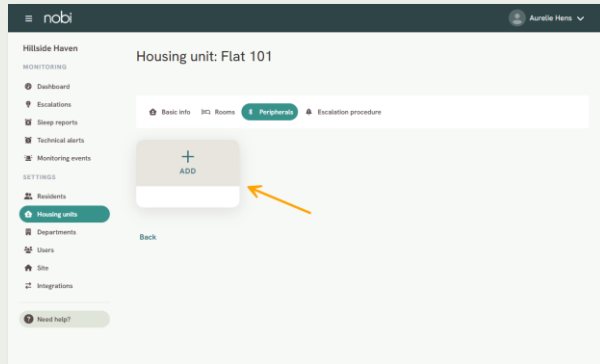 nobi
Aurelie Hens
Hillside Haven
MONITORING
Dashboard
Escalations
Sleep reports
Technical alerts
Monitoring events
SETTINGS
Residents
Housing units
Departments
Users
Site
Integrations
Need help?
Housing unit: Flat 101
Basic info Rooms Peripherals Escalation procedure
ADD
Back